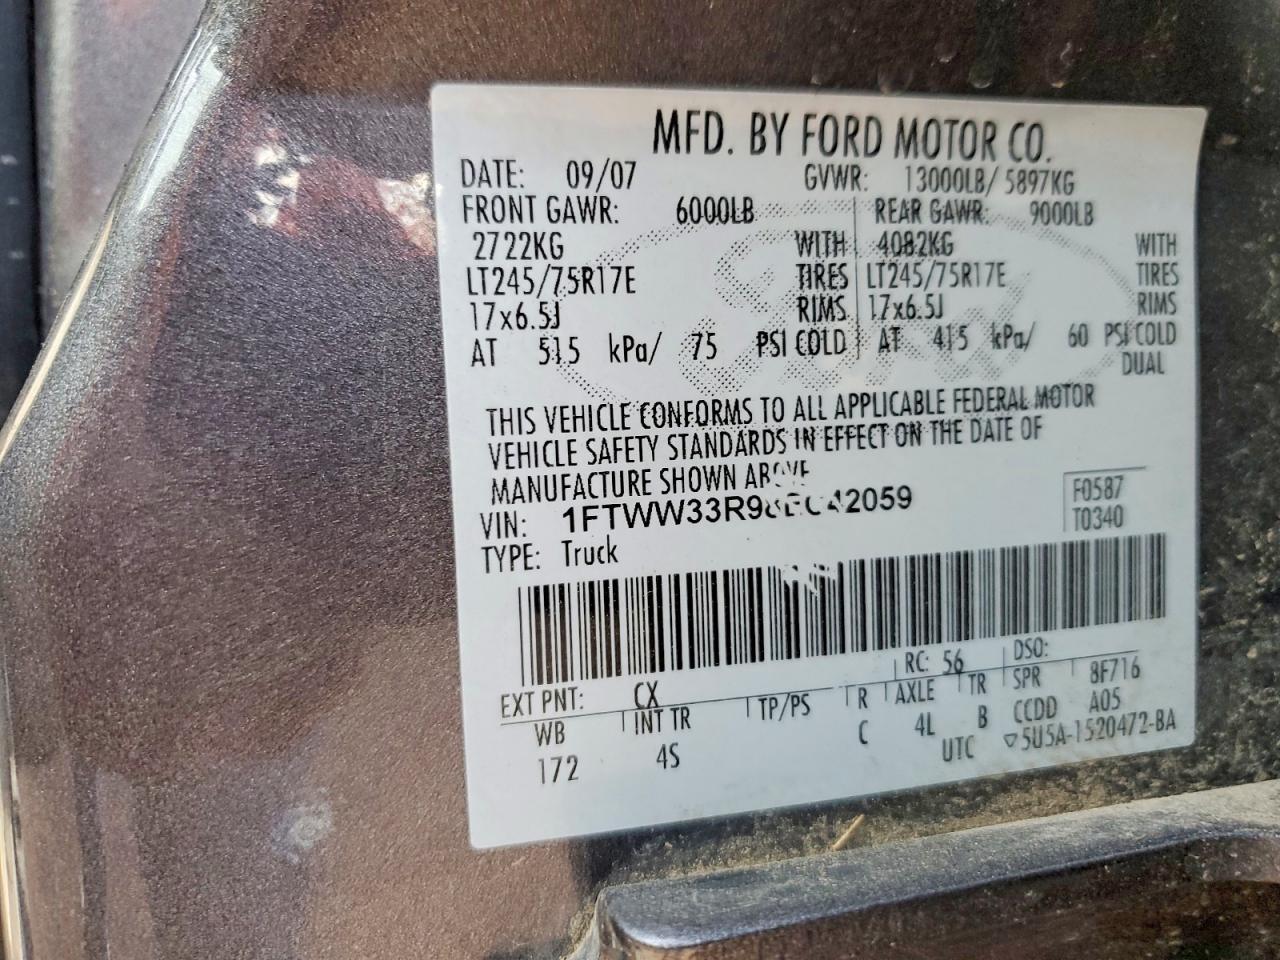 MFD. BY FORD MOTOR CO.
DATE: 09/07 GVWR: 13000LB/ 5897KG
FRONT GAWR: 6000LB REAR GAWR: 9000LB
2722KG WITH 4082KG WITH
LT245/75R17E TIRES LT245/75R17E TIRES
17x6.5J RIMS 17x6.5J RIMS
AT 515 kPa/ 75 PSI COLD AT 415 kPa/ 60 PSI COLD
DUAL
THIS VEHICLE CONFORMS TO ALL APPLICABLE FEDERAL MOTOR
VEHICLE SAFETY STANDARDS IN EFFECT ON THE DATE OF
MANUFACTURE SHOWN ABOVE
VIN: F0587
TYPE: Truck T0340
EXT PNT: CX RC: 56 DSO:
WB INT TR TP/PS R AXLE TR SPR 8F716
172 4S C 4L B CCDD A05
UTC ▽5U5A-1520472-BA